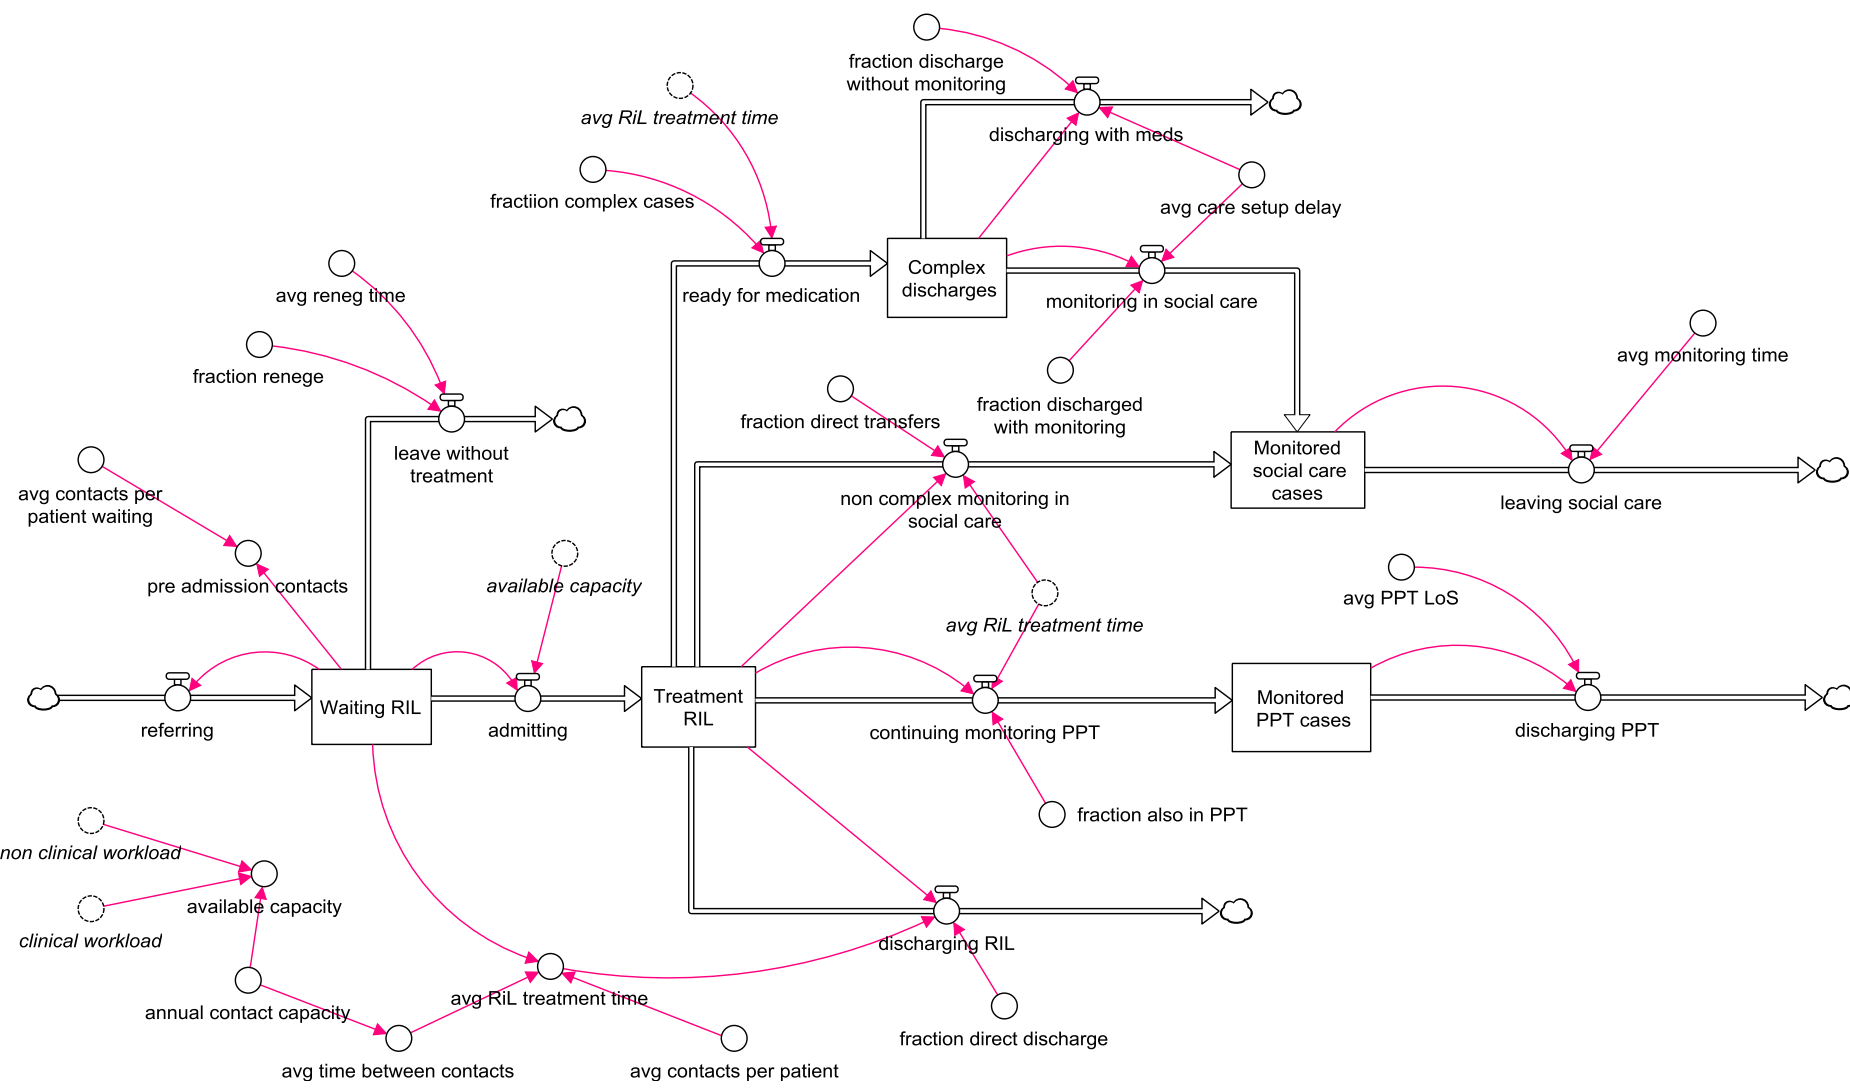 fraction discharge
without monitoring
avg RiL treatment time
discharging with meds
fractiion complex cases
avg care setup delay
Complex
discharges
avg reneg time
ready for medication
monitoring in social care
avg monitoring time
fraction renege
fraction direct transfers
fraction discharged
with monitoring
leave without
treatment
Monitored
social care
cases
avg contacts per
patient waiting
non complex monitoring in
social care
leaving social care
pre admission contacts
available capacity
avg PPT LoS
avg RiL treatment time
Waiting RIL
Treatment
RIL
Monitored
PPT cases
referring
admitting
continuing monitoring PPT
discharging PPT
fraction also in PPT
non clinical workload
available capacity
clinical workload
discharging RIL
avg RiL treatment time
annual contact capacity
fraction direct discharge
avg time between contacts
avg contacts per patient